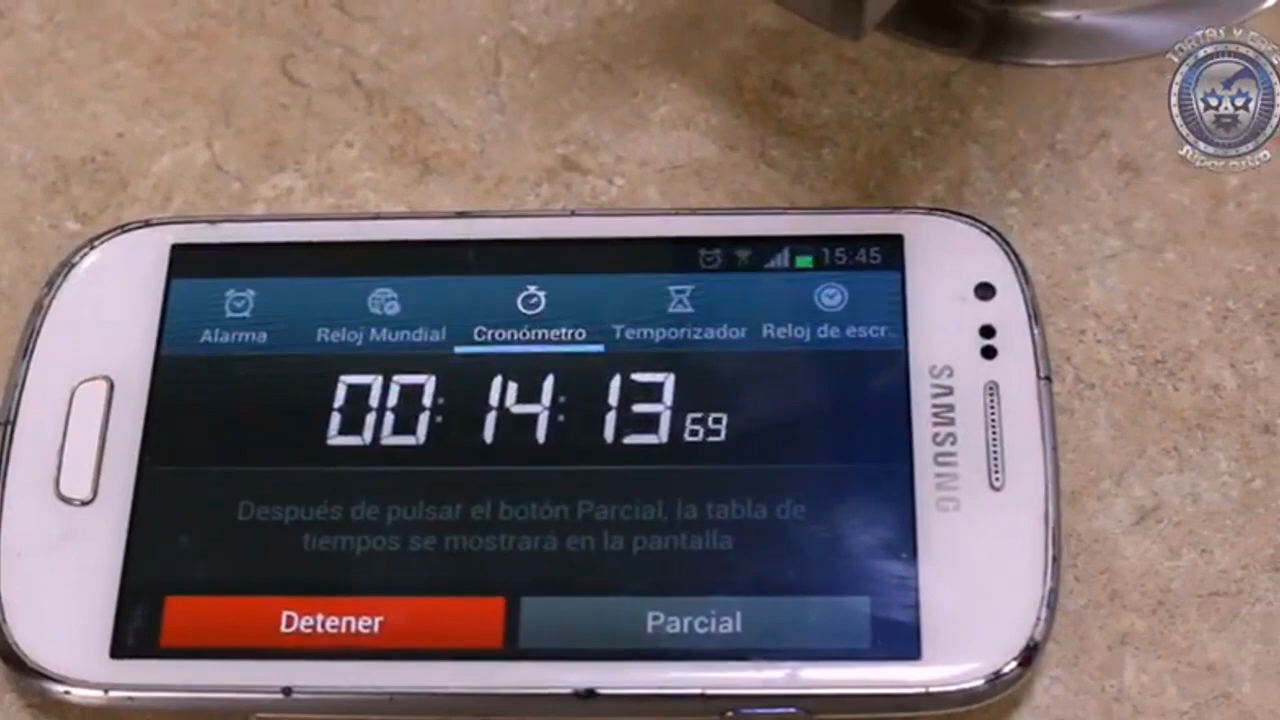 15:45
Alarma
Reloj Mundial
Cronómetro
Temporizador
Reloj de escr..
00:14:13 69
Después de pulsar el botón Parcial, la tabla de
tiempos se mostrará en la pantalla
Detener
Parcial
SAMSUNG